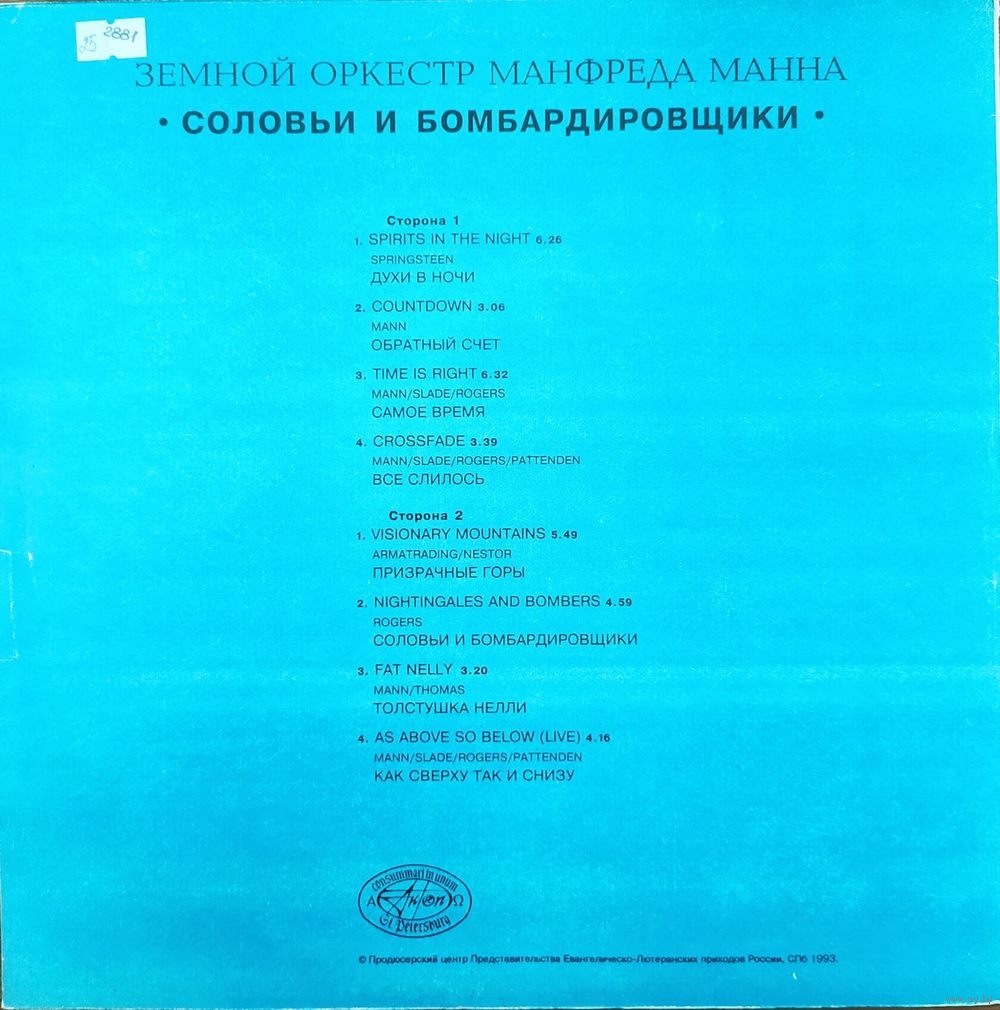 2881
25
ЗЕМНОЙ ОРКЕСТР МАНФРЕДА МАННА
• СОЛОВЬИ И БОМБАРДИРОВЩИКИ •
Сторона 1
1. SPIRITS IN THE NIGHT 6.26
SPRINGSTEEN
ДУХИ В НОЧИ
2. COUNTDOWN 3.06
MANN
ОБРАТНЫЙ СЧЕТ
3. TIME IS RIGHT 6.32
MANN/SLADE/ROGERS
САМОЕ ВРЕМЯ
4. CROSSFADE 3.39
MANN/SLADE/ROGERS/PATTENDEN
ВСЕ СЛИЛОСЬ
Сторона 2
1. VISIONARY MOUNTAINS 5.49
ARMATRADING/NESTOR
ПРИЗРАЧНЫЕ ГОРЫ
2. NIGHTINGALES AND BOMBERS 4.59
ROGERS
СОЛОВЬИ И БОМБАРДИРОВЩИКИ
3. FAT NELLY 3.20
MANN/THOMAS
ТОЛСТУШКА НЕЛЛИ
4. AS ABOVE SO BELOW (LIVE) 4.16
MANN/SLADE/ROGERS/PATTENDEN
КАК СВЕРХУ ТАК И СНИЗУ
consummari in unum
Α Ω
St Petersburg
© Продюсерский центр Представительства Евангелическо-Лютеранских приходов России, СПб 1993.